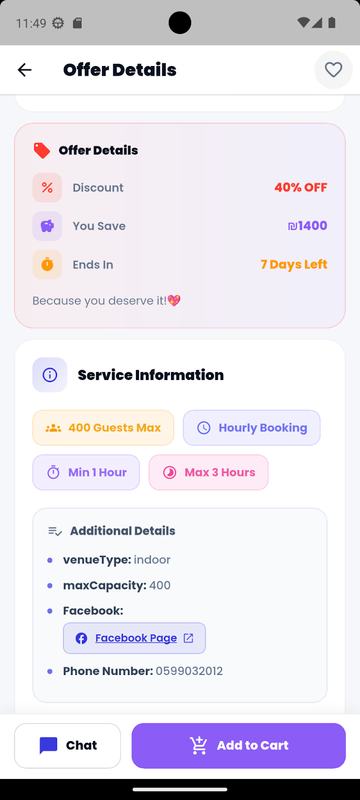 11:49
Offer Details
Offer Details
Discount 40% OFF
You Save ₪1400
Ends In 7 Days Left
Because you deserve it!💖
Service Information
400 Guests Max Hourly Booking
Min 1 Hour Max 3 Hours
Additional Details
• venueType: indoor
• maxCapacity: 400
• Facebook:
Facebook Page
• Phone Number: 0599032012
Chat Add to Cart